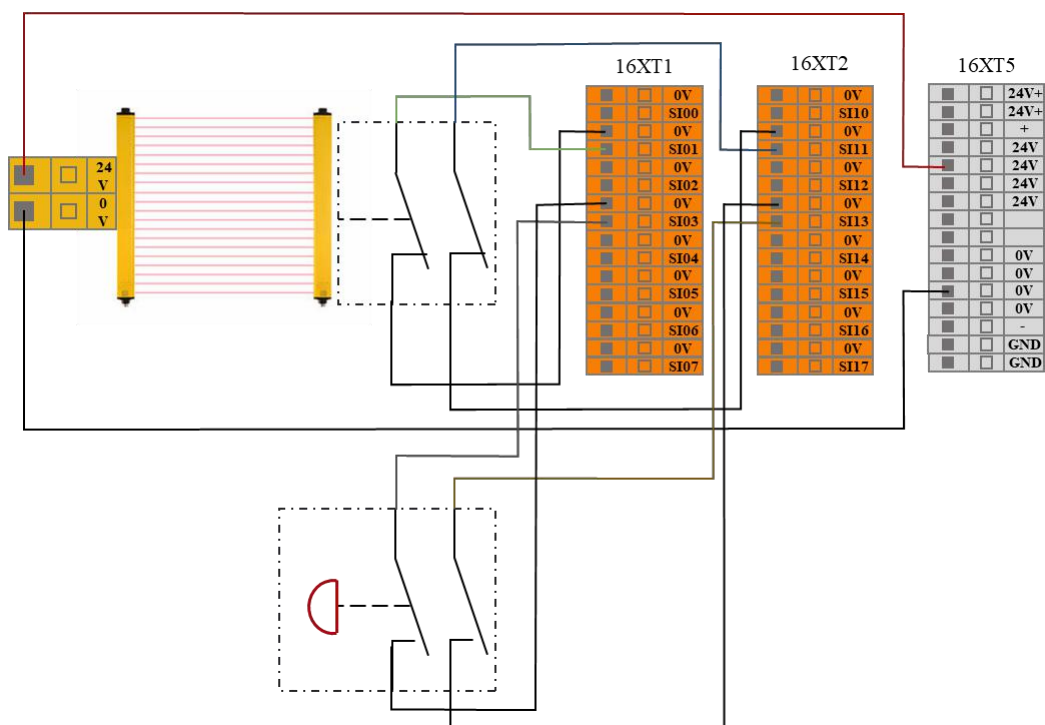 16XT1
16XT2
16XT5
24
V
0
V
0V
SI00
0V
SI01
0V
SI02
0V
SI03
0V
SI04
0V
SI05
0V
SI06
0V
SI07
0V
SI10
0V
SI11
0V
SI12
0V
SI13
0V
SI14
0V
SI15
0V
SI16
0V
SI17
24V+
24V+
+
24V
24V
24V
24V
0V
0V
0V
0V
-
GND
GND